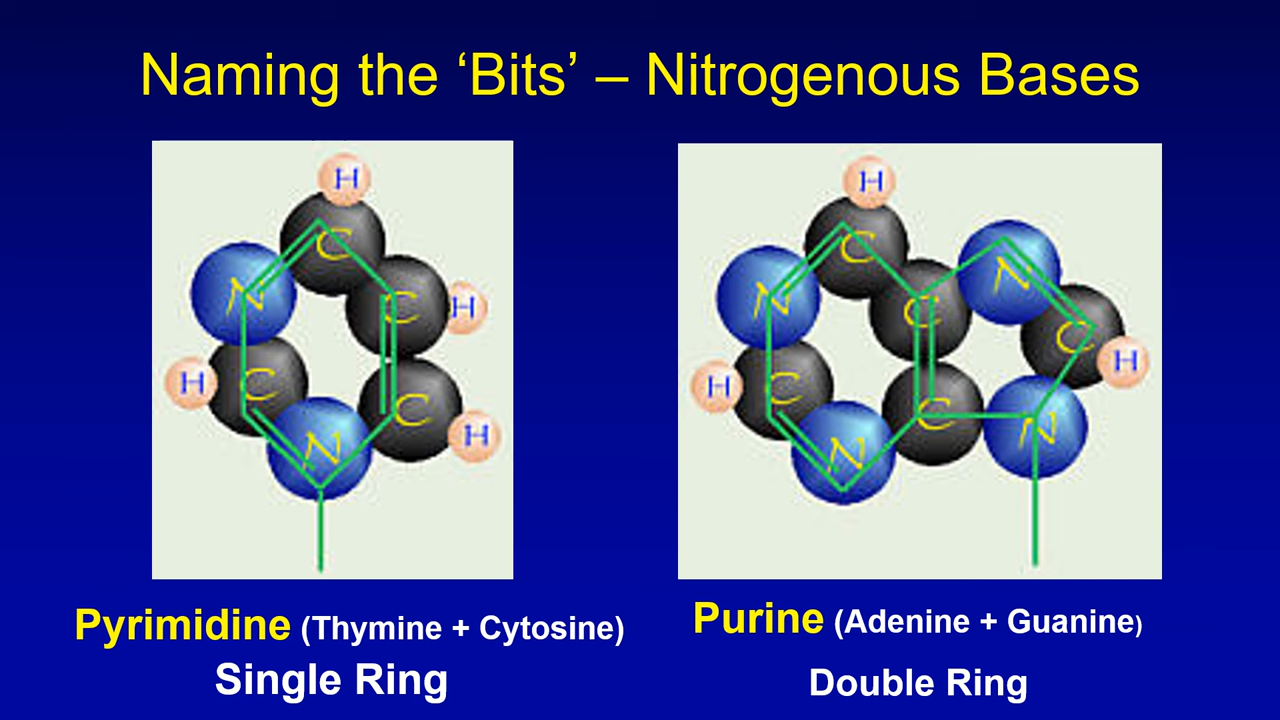 Naming the ‘Bits’ – Nitrogenous Bases
H
C
N
C
H
H
C
C
H
N
H
C
N
N
C
C
H
H
C
C
N
N
Pyrimidine (Thymine + Cytosine)
Single Ring
H
Purine (Adenine + Guanine)
Double Ring